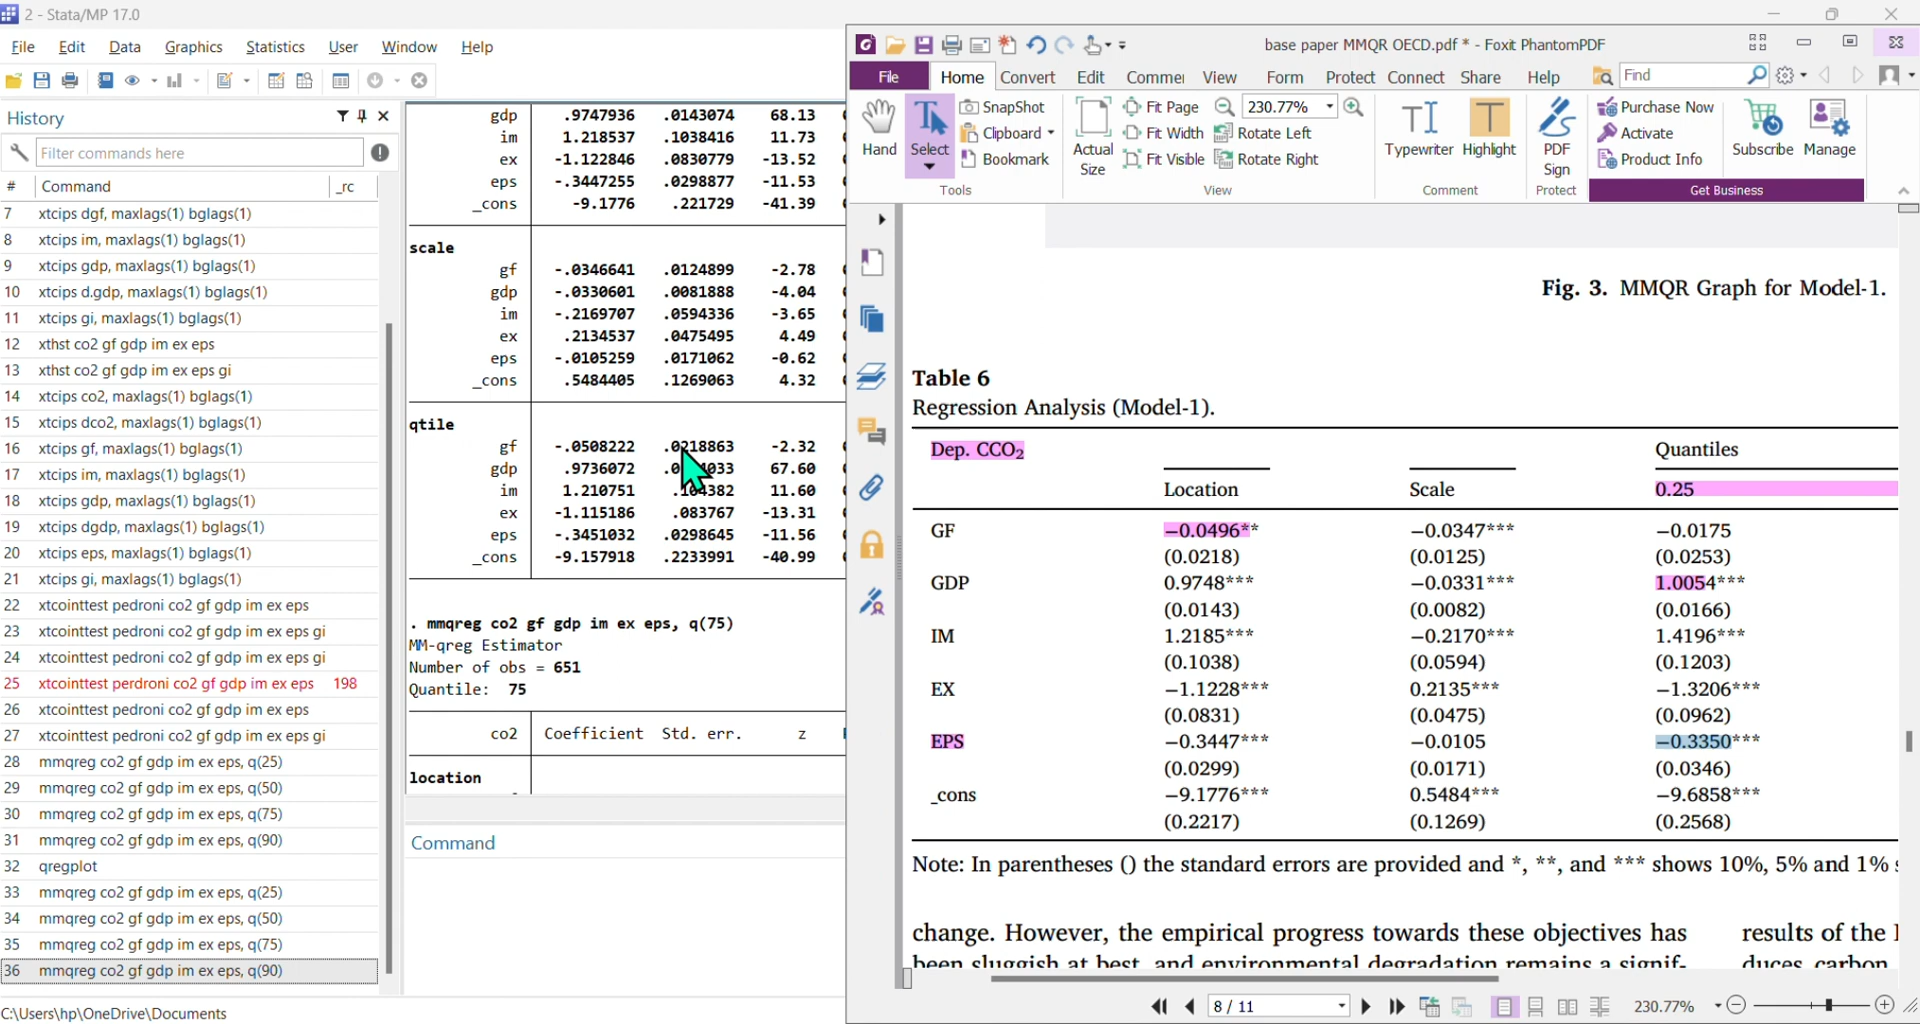 2 - Stata/MP 17.0
File Edit Data Graphics Statistics User Window Help
History
Filter commands here
# Command _rc
7 xtcips dgf, maxlags(1) bglags(1)
8 xtcips im, maxlags(1) bglags(1)
9 xtcips gdp, maxlags(1) bglags(1)
10 xtcips d.gdp, maxlags(1) bglags(1)
11 xtcips gi, maxlags(1) bglags(1)
12 xthst co2 gf gdp im ex eps
13 xthst co2 gf gdp im ex eps gi
14 xtcips co2, maxlags(1) bglags(1)
15 xtcips dco2, maxlags(1) bglags(1)
16 xtcips gf, maxlags(1) bglags(1)
17 xtcips im, maxlags(1) bglags(1)
18 xtcips gdp, maxlags(1) bglags(1)
19 xtcips dgdp, maxlags(1) bglags(1)
20 xtcips eps, maxlags(1) bglags(1)
21 xtcips gi, maxlags(1) bglags(1)
22 xtcointtest pedroni co2 gf gdp im ex eps
23 xtcointtest pedroni co2 gf gdp im ex eps gi
24 xtcointtest pedroni co2 gf gdp im ex eps gi
25 xtcointtest perdroni co2 gf gdp im ex eps 198
26 xtcointtest pedroni co2 gf gdp im ex eps
27 xtcointtest pedroni co2 gf gdp im ex eps gi
28 mmqreg co2 gf gdp im ex eps, q(25)
29 mmqreg co2 gf gdp im ex eps, q(50)
30 mmqreg co2 gf gdp im ex eps, q(75)
31 mmqreg co2 gf gdp im ex eps, q(90)
32 qregplot
33 mmqreg co2 gf gdp im ex eps, q(25)
34 mmqreg co2 gf gdp im ex eps, q(50)
35 mmqreg co2 gf gdp im ex eps, q(75)
36 mmqreg co2 gf gdp im ex eps, q(90)
C:\Users\hp\OneDrive\Documents
gdp .9747936 .0143074 68.13
im 1.218537 .1038416 11.73
ex -1.122846 .0830779 -13.52
eps -.3447255 .0298877 -11.53
_cons -9.1776 .221729 -41.39
scale
gf -.0346641 .0124899 -2.78
gdp -.0330601 .0081888 -4.04
im -.2169707 .0594336 -3.65
ex .2134537 .0475495 4.49
eps -.0105259 .0171062 -0.62
_cons .5484405 .1269063 4.32
qtile
gf -.0508222 .0218863 -2.32
gdp .9736072 67.60
im 1.210751 .104382 11.60
ex -1.115186 .083767 -13.31
eps -.3451032 .0298645 -11.56
_cons -9.157918 .2233991 -40.99
. mmqreg co2 gf gdp im ex eps, q(75)
MM-qreg Estimator
Number of obs = 651
Quantile: 75
co2 Coefficient Std. err. z
location
Command
base paper MMQR OECD.pdf * - Foxit PhantomPDF
File Home Convert Edit Commer View Form Protect Connect Share Help Find
Hand Select SnapShot Clipboard Bookmark
Tools
Actual Size Fit Page Fit Width Fit Visible 230.77% Rotate Left Rotate Right
View
Typewriter Highlight
Comment
PDF Sign
Protect
Purchase Now Activate Product Info Subscribe Manage
Get Business
Fig. 3. MMQR Graph for Model-1.
Table 6
Regression Analysis (Model-1).
Dep. CCO₂ Quantiles
Location Scale 0.25
GF −0.0496** −0.0347*** −0.0175
(0.0218) (0.0125) (0.0253)
GDP 0.9748*** −0.0331*** 1.0054***
(0.0143) (0.0082) (0.0166)
IM 1.2185*** −0.2170*** 1.4196***
(0.1038) (0.0594) (0.1203)
EX −1.1228*** 0.2135*** −1.3206***
(0.0831) (0.0475) (0.0962)
EPS −0.3447*** −0.0105 −0.3350***
(0.0299) (0.0171) (0.0346)
_cons −9.1776*** 0.5484*** −9.6858***
(0.2217) (0.1269) (0.2568)
Note: In parentheses () the standard errors are provided and *, **, and *** shows 10%, 5% and 1%
change. However, the empirical progress towards these objectives has
been sluggish at best, and environmental degradation remains a signif-
results of the
duces carbon
8 / 11
230.77%